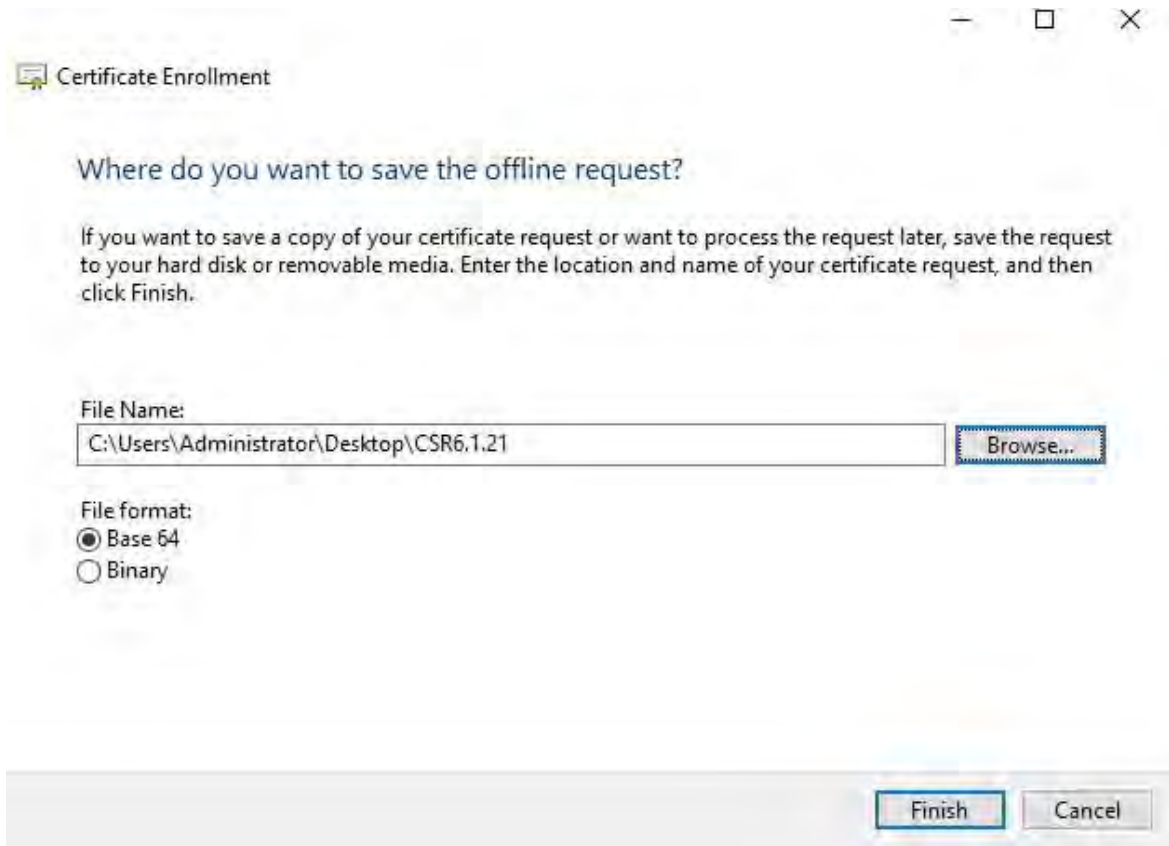 Certificate Enrollment
Where do you want to save the offline request?
If you want to save a copy of your certificate request or want to process the request later, save the request
to your hard disk or removable media. Enter the location and name of your certificate request, and then
click Finish.
File Name:
C:\Users\Administrator\Desktop\CSR6.1.21
Browse...
File format:
Base 64
Binary
Finish
Cancel